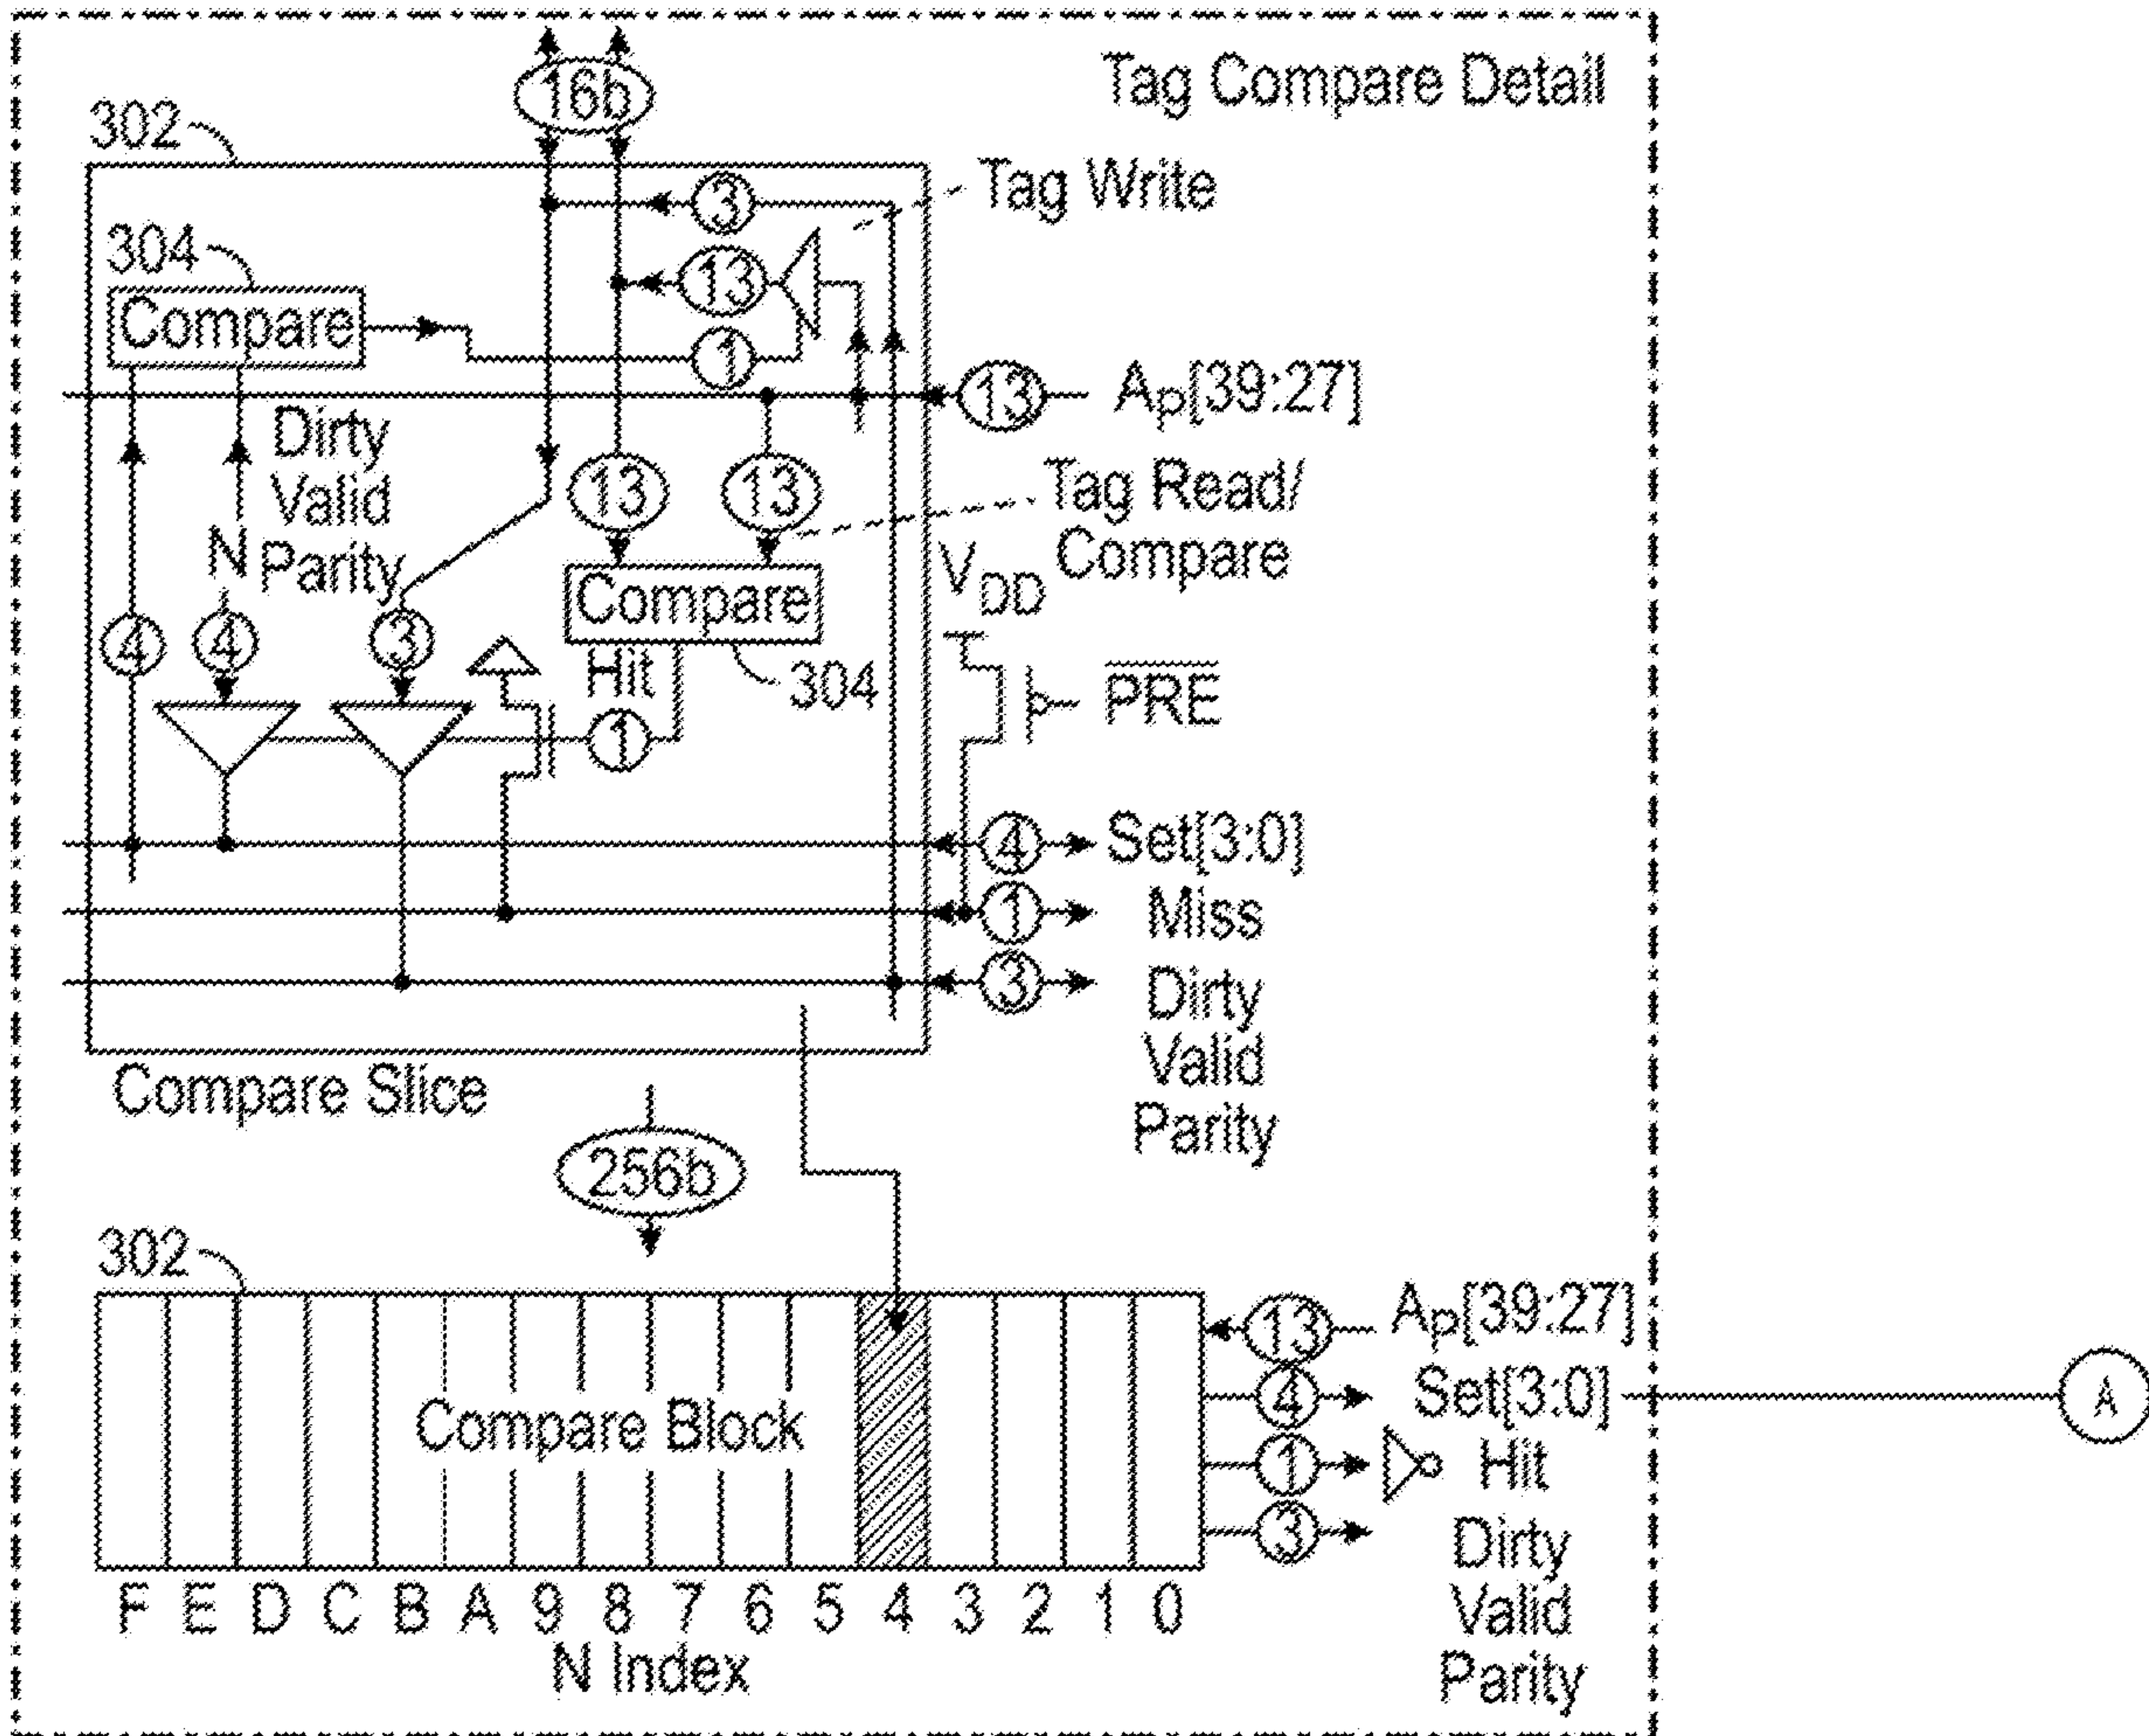 16b
Tag Compare Detail
302
Tag Write
3
304
13
Compare
1
13
Ap[39:27]
Dirty
Valid
Parity
N
13
13
Tag Read/
Compare
VDD
Compare
4
4
3
Hit
304
PRE
1
4
Set[3:0]
1
Miss
3
Dirty
Valid
Parity
Compare Slice
256b
302
13
Ap[39:27]
4
Set[3:0]
A
Compare Block
1
Hit
3
Dirty
Valid
Parity
F E D C B A 9 8 7 6 5 4 3 2 1 0
N Index